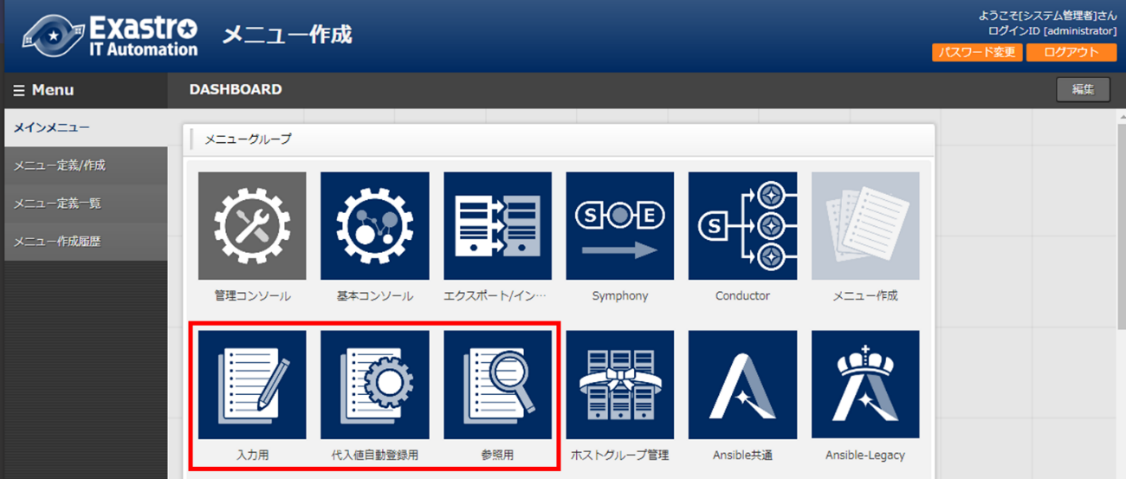 Exastro
IT Automation
メニュー作成
ようこそ[システム管理者]さん
ログインID [administrator]
パスワード変更
ログアウト
Menu
DASHBOARD
編集
メインメニュー
メニュー定義/作成
メニュー定義一覧
メニュー作成履歴
メニューグループ
S E
S
管理コンソール
基本コンソール
エクスポート/イン…
Symphony
Conductor
メニュー作成
入力用
代入値自動登録用
参照用
ホストグループ管理
Ansible共通
Ansible-Legacy